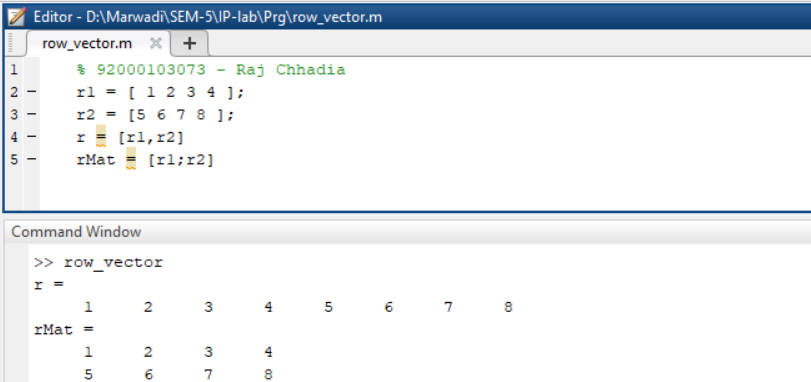 Editor - D:\Marwadi\SEM-5\IP-lab\Prg\row_vector.m
row_vector.m × +
1 % 92000103073 - Raj Chhadia
2 - r1 = [ 1 2 3 4 ];
3 - r2 = [5 6 7 8 ];
4 - r = [r1,r2]
5 - rMat = [r1;r2]
Command Window
>> row_vector
r =
1 2 3 4 5 6 7 8
rMat =
1 2 3 4
5 6 7 8